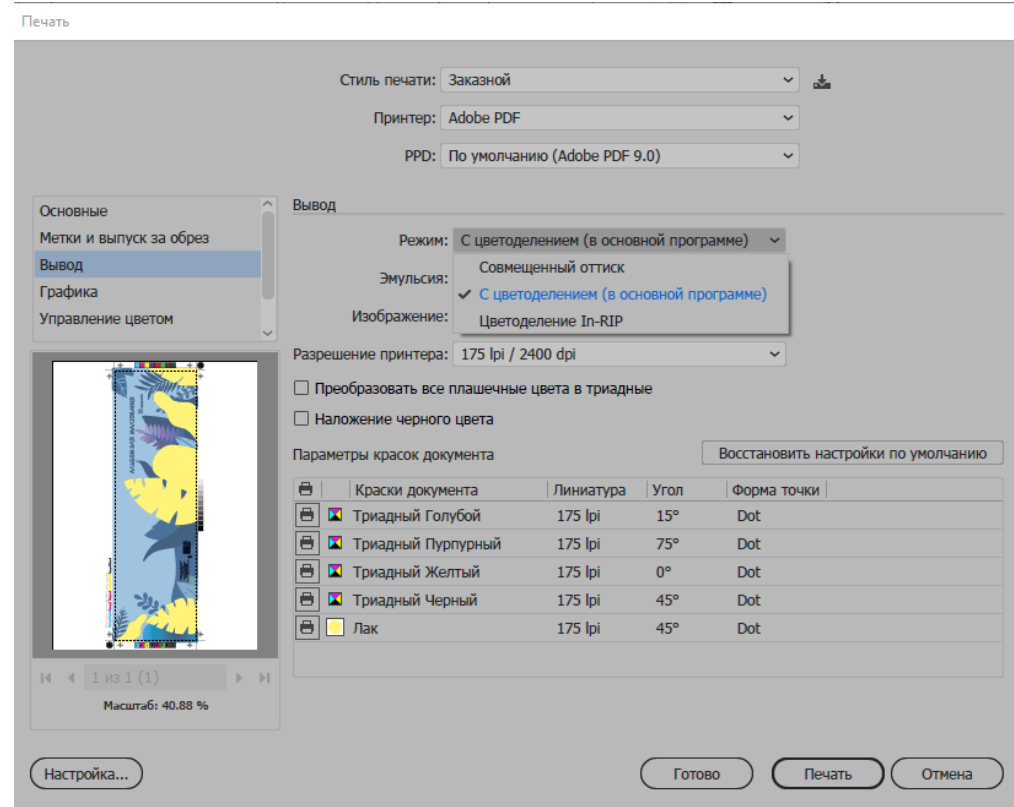 Печать
Стиль печати: Заказной
Принтер: Adobe PDF
PPD: По умолчанию (Adobe PDF 9.0)
Основные
Метки и выпуск за обрез
Вывод
Графика
Управление цветом
Вывод
Режим: С цветоделением (в основной программе)
Совмещенный оттиск
Эмульсия:
С цветоделением (в основной программе)
Изображение:
Цветоделение In-RIP
Разрешение принтера: 175 lpi / 2400 dpi
Преобразовать все плашечные цвета в триадные
Наложение черного цвета
Параметры красок документа
Восстановить настройки по умолчанию
Краски документа Линиатура Угол Форма точки
Триадный Голубой 175 lpi 15° Dot
Триадный Пурпурный 175 lpi 75° Dot
Триадный Желтый 175 lpi 0° Dot
Триадный Черный 175 lpi 45° Dot
Лак 175 lpi 45° Dot
1 из 1 (1)
Масштаб: 40.88 %
Настройка...
Готово
Печать
Отмена